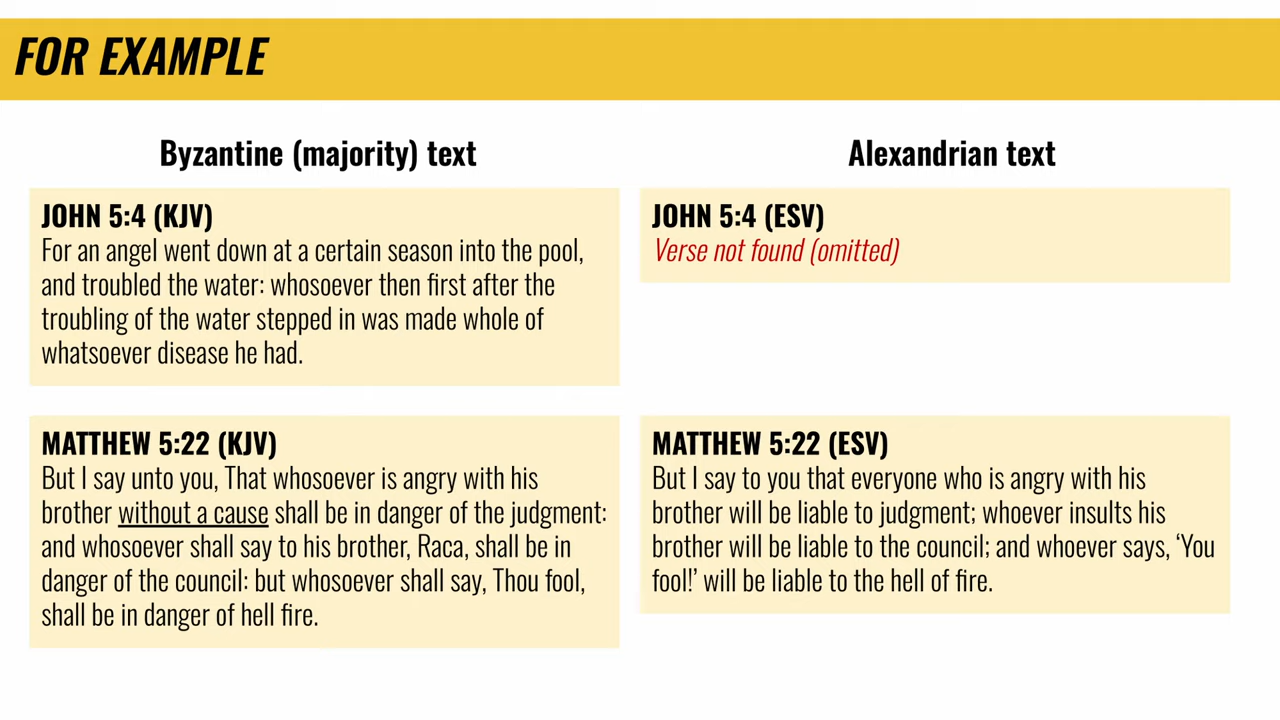 FOR EXAMPLE
Byzantine (majority) text
JOHN 5:4 (KJV)
For an angel went down at a certain season into the pool,
and troubled the water: whosoever then first after the
troubling of the water stepped in was made whole of
whatsoever disease he had.
MATTHEW 5:22 (KJV)
But I say unto you, That whosoever is angry with his
brother without a cause shall be in danger of the judgment:
and whosoever shall say to his brother, Raca, shall be in
danger of the council: but whosoever shall say, Thou fool,
shall be in danger of hell fire.
Alexandrian text
JOHN 5:4 (ESV)
Verse not found (omitted)
MATTHEW 5:22 (ESV)
But I say to you that everyone who is angry with his
brother will be liable to judgment; whoever insults his
brother will be liable to the council; and whoever says, ‘You
fool!’ will be liable to the hell of fire.